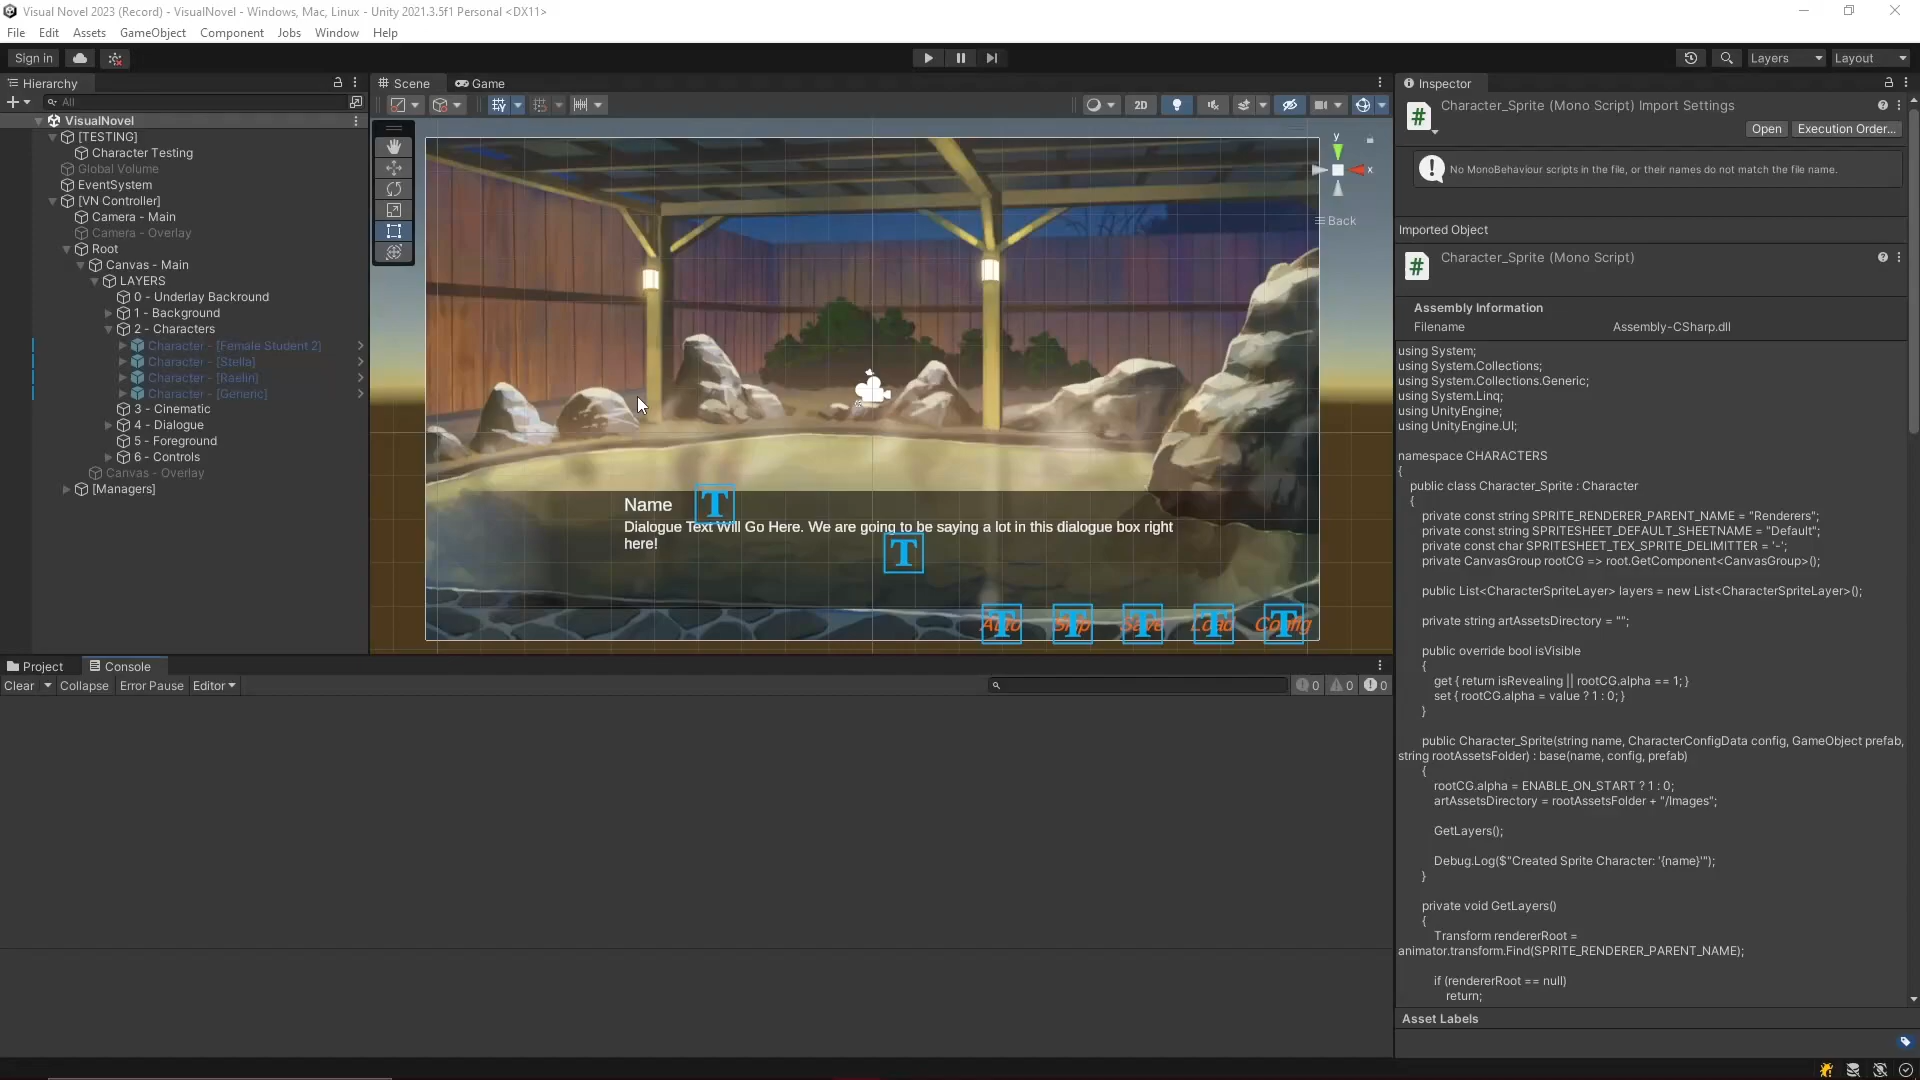 Visual Novel 2023 (Record) - VisualNovel - Windows, Mac, Linux - Unity 2021.3.5f1 Personal <DX11>
File Edit Assets GameObject Component Jobs Window Help
Sign in
Layers
Layout
Hierarchy
All
VisualNovel
[TESTING]
Character Testing
Global Volume
EventSystem
[VN Controller]
Camera - Main
Camera - Overlay
Root
Canvas - Main
LAYERS
0 - Underlay Backround
1 - Background
2 - Characters
Character - [Female Student 2]
Character - [Stella]
Character - [Raelin]
Character - [Generic]
3 - Cinematic
4 - Dialogue
5 - Foreground
6 - Controls
Canvas - Overlay
[Managers]
Scene
Game
2D
y
x
Back
Name
T
Dialogue Text Will Go Here. We are going to be saying a lot in this dialogue box right
here!
T
Auto
T
Skip
T
Save
T
Load
T
Config
T
Project
Console
Clear
Collapse
Error Pause
Editor
0
0
0
Inspector
Character_Sprite (Mono Script) Import Settings
Open
Execution Order...
No MonoBehaviour scripts in the file, or their names do not match the file name.
Imported Object
Character_Sprite (Mono Script)
Assembly Information
Filename Assembly-CSharp.dll
using System;
using System.Collections;
using System.Collections.Generic;
using System.Linq;
using UnityEngine;
using UnityEngine.UI;
namespace CHARACTERS
{
public class Character_Sprite : Character
{
private const string SPRITE_RENDERER_PARENT_NAME = "Renderers";
private const string SPRITESHEET_DEFAULT_SHEETNAME = "Default";
private const char SPRITESHEET_TEX_SPRITE_DELIMITTER = '-';
private CanvasGroup rootCG => root.GetComponent<CanvasGroup>();
public List<CharacterSpriteLayer> layers = new List<CharacterSpriteLayer>();
private string artAssetsDirectory = "";
public override bool isVisible
{
get { return isRevealing || rootCG.alpha == 1; }
set { rootCG.alpha = value ? 1 : 0; }
}
public Character_Sprite(string name, CharacterConfigData config, GameObject prefab,
string rootAssetsFolder) : base(name, config, prefab)
{
rootCG.alpha = ENABLE_ON_START ? 1 : 0;
artAssetsDirectory = rootAssetsFolder + "/Images";
GetLayers();
Debug.Log($"Created Sprite Character: '{name}'");
}
private void GetLayers()
{
Transform rendererRoot =
animator.transform.Find(SPRITE_RENDERER_PARENT_NAME);
if (rendererRoot == null)
return;
Asset Labels